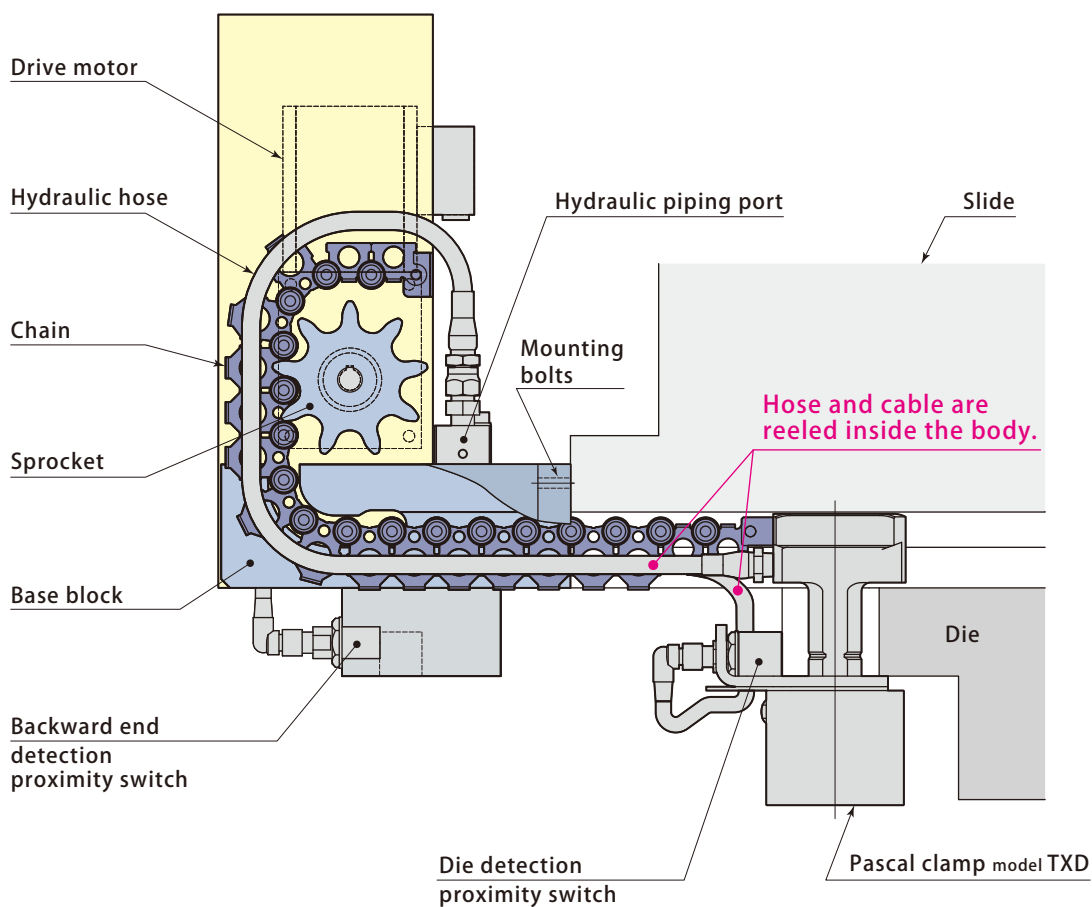 Drive motor
Hydraulic hose
Hydraulic piping port
Slide
Chain
Mounting
bolts
Hose and cable are
reeled inside the body.
Sprocket
Base block
Die
Backward end
detection
proximity switch
Die detection
proximity switch
Pascal clamp model TXD